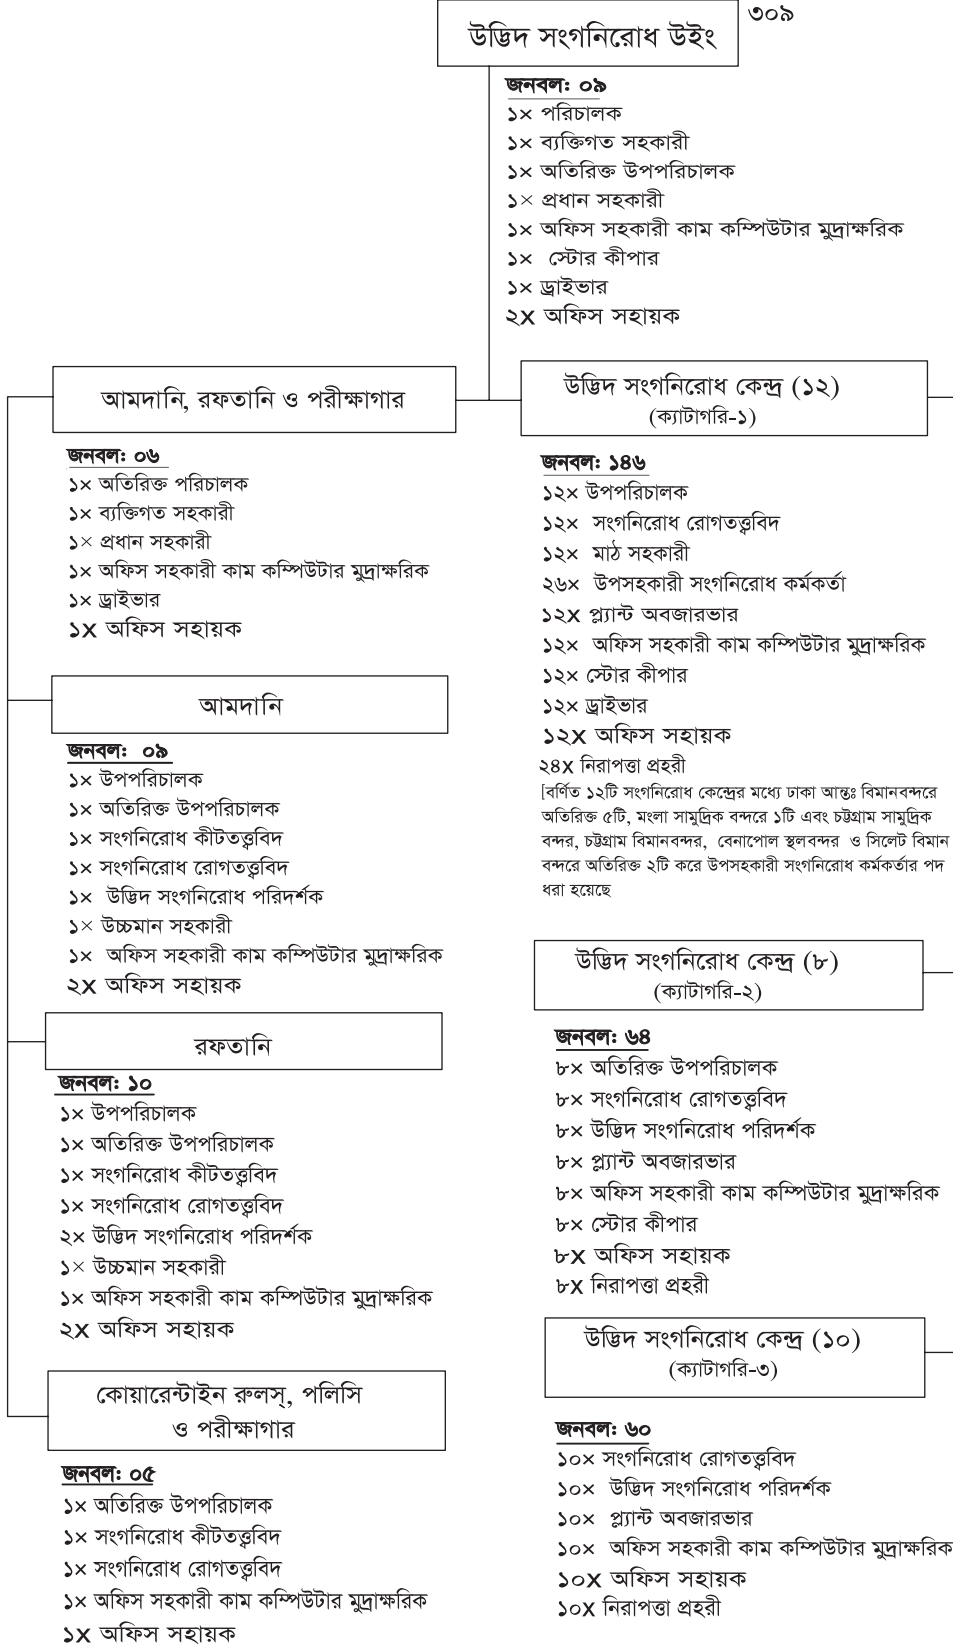 উদ্ভিদ সংগনিরোধ উইং
৩০৯
জনবল: ০৯
১× পরিচালক
১× ব্যক্তিগত সহকারী
১× অতিরিক্ত উপপরিচালক
১× প্রধান সহকারী
১× অফিস সহকারী কাম কম্পিউটার মুদ্রাক্ষরিক
১× স্টোর কীপার
১× ড্রাইভার
২X অফিস সহায়ক
আমদানি, রফতানি ও পরীক্ষাগার
জনবল: ০৬
১× অতিরিক্ত পরিচালক
১× ব্যক্তিগত সহকারী
১× প্রধান সহকারী
১× অফিস সহকারী কাম কম্পিউটার মুদ্রাক্ষরিক
১× ড্রাইভার
১X অফিস সহায়ক
আমদানি
জনবল: ০৯
১× উপপরিচালক
১× অতিরিক্ত উপপরিচালক
১× সংগনিরোধ কীটতত্ত্ববিদ
১× সংগনিরোধ রোগতত্ত্ববিদ
১× উদ্ভিদ সংগনিরোধ পরিদর্শক
১× উচ্চমান সহকারী
১× অফিস সহকারী কাম কম্পিউটার মুদ্রাক্ষরিক
২X অফিস সহায়ক
রফতানি
জনবল: ১০
১× উপপরিচালক
১× অতিরিক্ত উপপরিচালক
১× সংগনিরোধ কীটতত্ত্ববিদ
১× সংগনিরোধ রোগতত্ত্ববিদ
২× উদ্ভিদ সংগনিরোধ পরিদর্শক
১× উচ্চমান সহকারী
১× অফিস সহকারী কাম কম্পিউটার মুদ্রাক্ষরিক
২X অফিস সহায়ক
কোয়ারেন্টাইন রুলস্, পলিসি
ও পরীক্ষাগার
জনবল: ০৫
১× অতিরিক্ত উপপরিচালক
১× সংগনিরোধ কীটতত্ত্ববিদ
১× সংগনিরোধ রোগতত্ত্ববিদ
১× অফিস সহকারী কাম কম্পিউটার মুদ্রাক্ষরিক
১X অফিস সহায়ক
উদ্ভিদ সংগনিরোধ কেন্দ্র (১২)
(ক্যাটাগরি-১)
জনবল: ১৪৬
১২× উপপরিচালক
১২× সংগনিরোধ রোগতত্ত্ববিদ
১২× মাঠ সহকারী
২৬× উপসহকারী সংগনিরোধ কর্মকর্তা
১২X প্ল্যান্ট অবজারভার
১২× অফিস সহকারী কাম কম্পিউটার মুদ্রাক্ষরিক
১২× স্টোর কীপার
১২× ড্রাইভার
১২X অফিস সহায়ক
২৪X নিরাপত্তা প্রহরী
[বর্ণিত ১২টি সংগনিরোধ কেন্দ্রের মধ্যে ঢাকা আন্তঃ বিমানবন্দরে
অতিরিক্ত ৫টি, মংলা সামুদ্রিক বন্দরে ১টি এবং চট্টগ্রাম সামুদ্রিক
বন্দর, চট্টগ্রাম বিমানবন্দর, বেনাপোল স্থলবন্দর ও সিলেট বিমান
বন্দরে অতিরিক্ত ২টি করে উপসহকারী সংগনিরোধ কর্মকর্তার পদ
ধরা হয়েছে
উদ্ভিদ সংগনিরোধ কেন্দ্র (৮)
(ক্যাটাগরি-২)
জনবল: ৬৪
৮× অতিরিক্ত উপপরিচালক
৮× সংগনিরোধ রোগতত্ত্ববিদ
৮× উদ্ভিদ সংগনিরোধ পরিদর্শক
৮× প্ল্যান্ট অবজারভার
৮× অফিস সহকারী কাম কম্পিউটার মুদ্রাক্ষরিক
৮× স্টোর কীপার
৮X অফিস সহায়ক
৮X নিরাপত্তা প্রহরী
উদ্ভিদ সংগনিরোধ কেন্দ্র (১০)
(ক্যাটাগরি-৩)
জনবল: ৬০
১০× সংগনিরোধ রোগতত্ত্ববিদ
১০× উদ্ভিদ সংগনিরোধ পরিদর্শক
১০× প্ল্যান্ট অবজারভার
১০× অফিস সহকারী কাম কম্পিউটার মুদ্রাক্ষরিক
১০X অফিস সহায়ক
১০X নিরাপত্তা প্রহরী